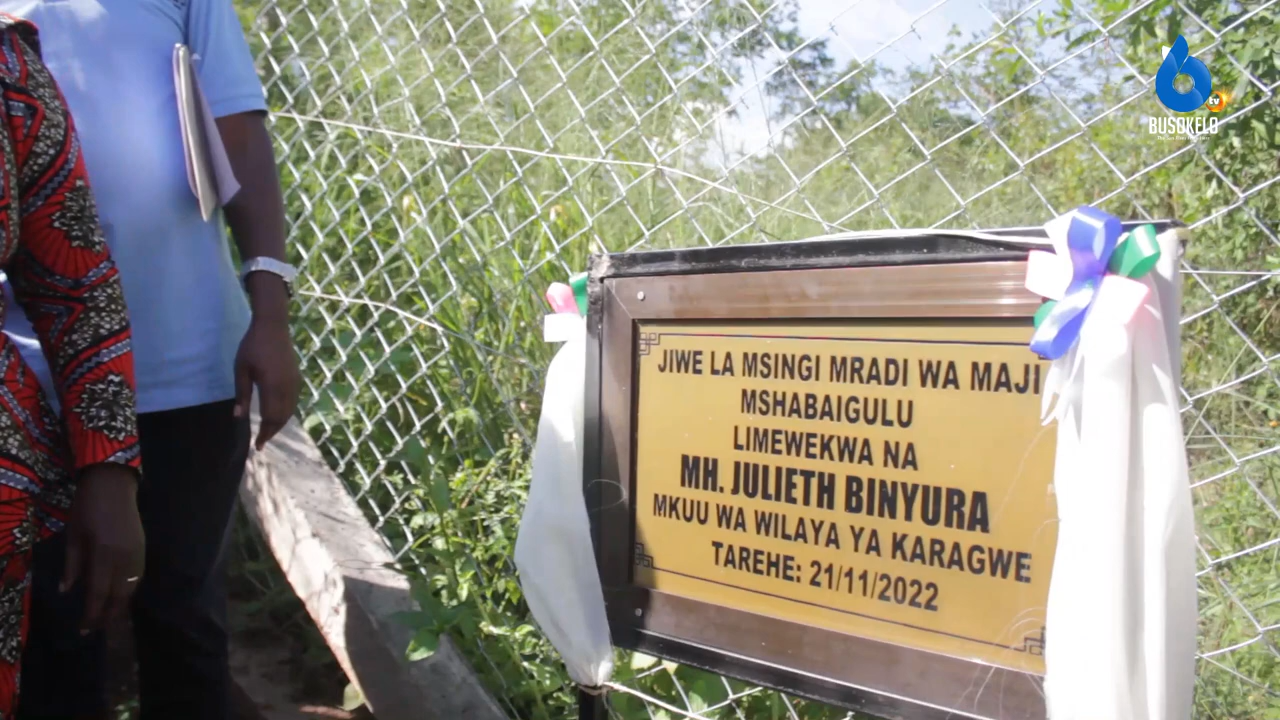 tv
BUSOKELO
JIWE LA MSINGI MRADI WA MAJI
MSHABAIGULU
LIMEWEKWA NA
MH. JULIETH BINYURA
MKUU WA WILAYA YA KARAGWE
TAREHE: 21/11/2022